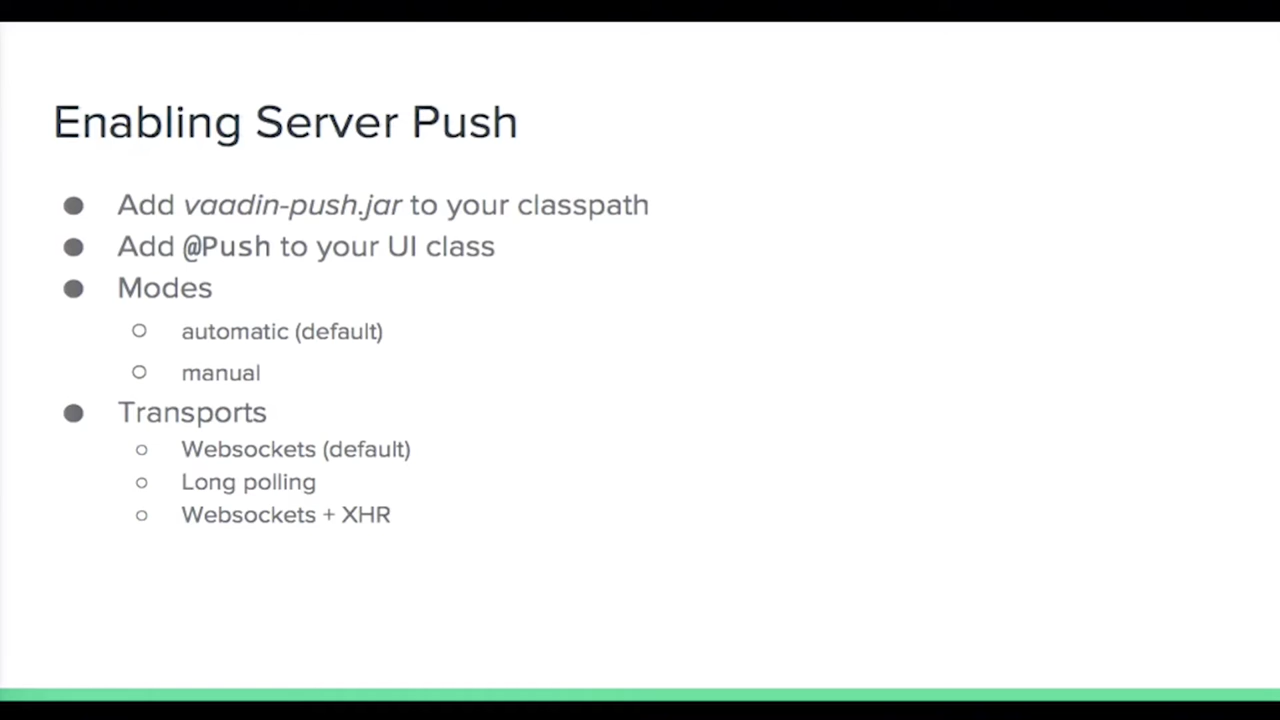 Enabling Server Push
● Add vaadin-push.jar to your classpath
● Add @Push to your UI class
● Modes
○ automatic (default)
○ manual
● Transports
○ Websockets (default)
○ Long polling
○ Websockets + XHR